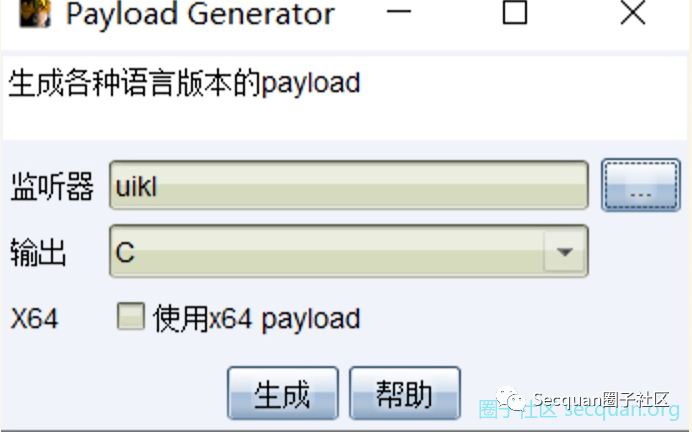 Payload Generator
生成各种语言版本的payload
监听器 uikl ...
输出 C
X64 使用x64 payload
生成 帮助
Secquan圈子社区
圈子社区 secquan.org